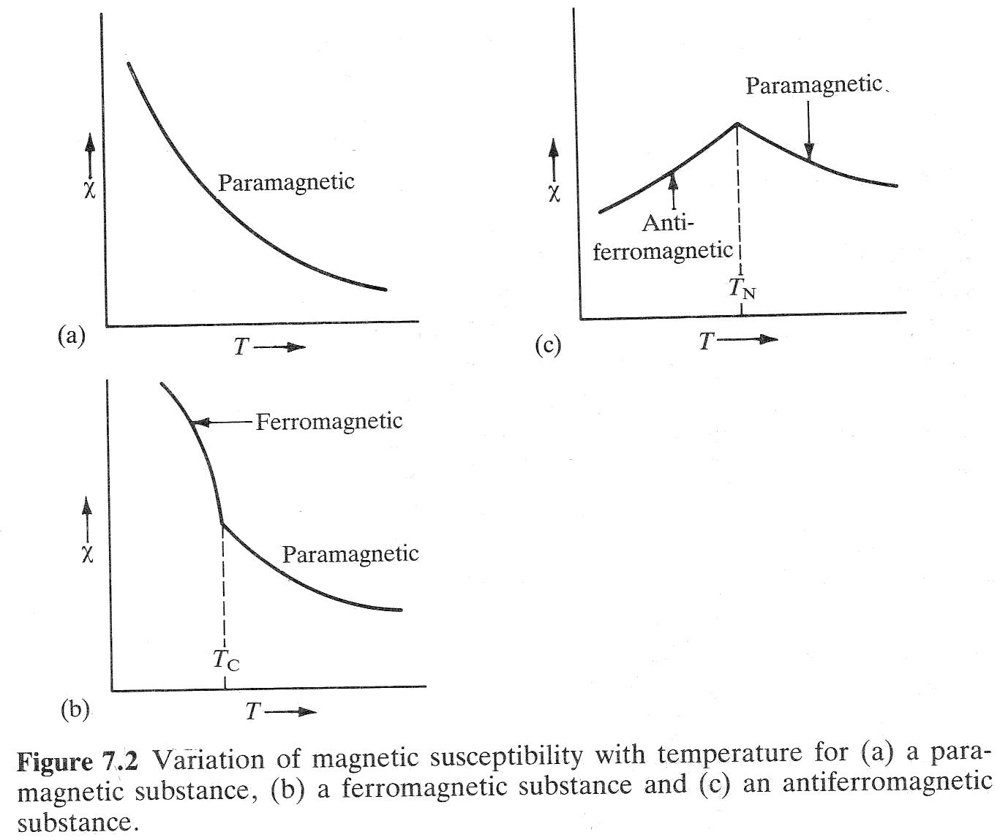 χ
Paramagnetic
(a)
T
Paramagnetic
χ
Anti-
ferromagnetic
T_N
(c)
T
Ferromagnetic
χ
Paramagnetic
T_C
(b)
T
Figure 7.2 Variation of magnetic susceptibility with temperature for (a) a para-
magnetic substance, (b) a ferromagnetic substance and (c) an antiferromagnetic
substance.